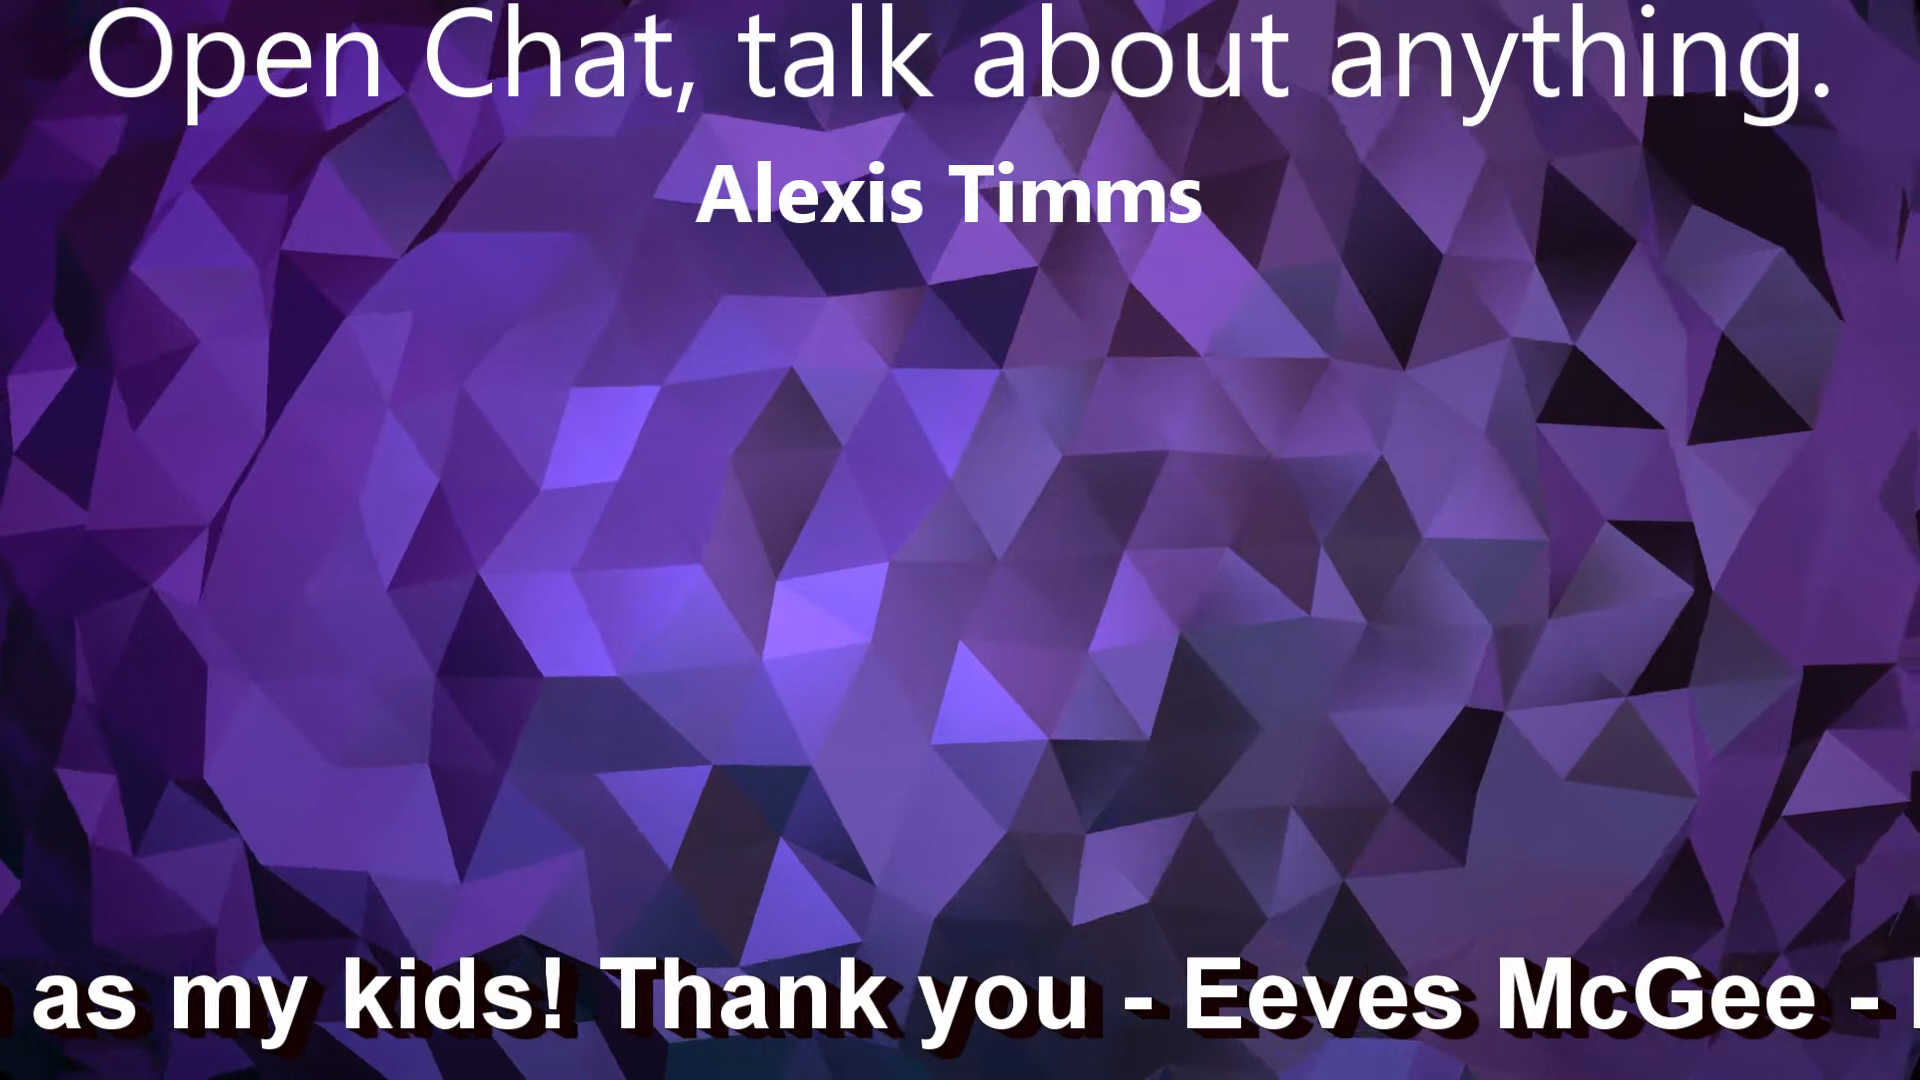 Open Chat, talk about anything.
Alexis Timms
as my kids! Thank you - Eeves McGee -